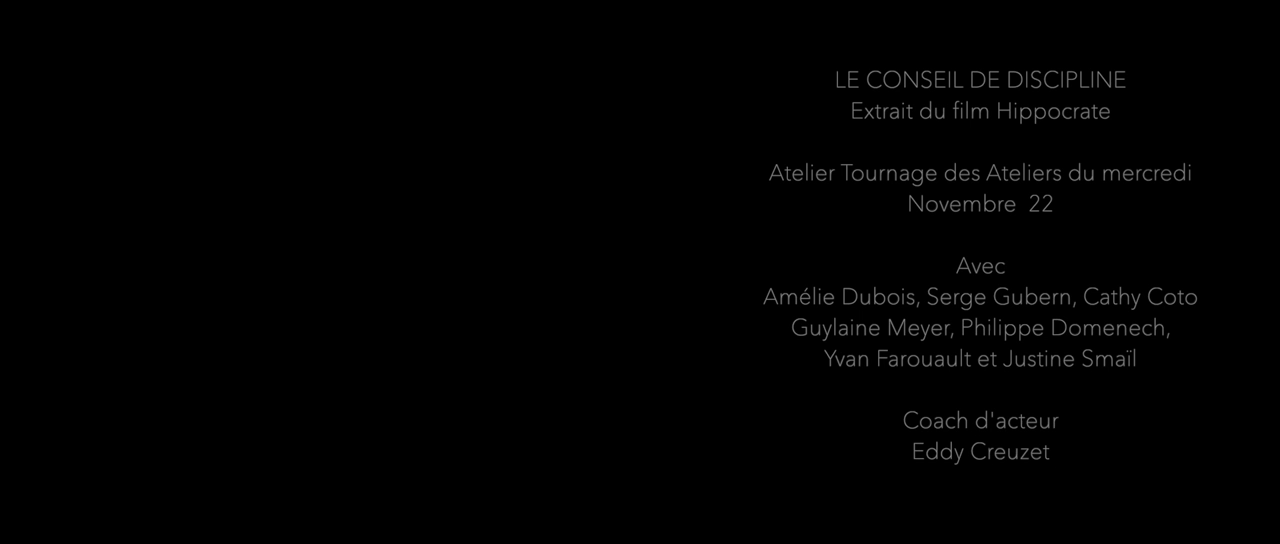 LE CONSEIL DE DISCIPLINE
Extrait du film Hippocrate
Atelier Tournage des Ateliers du mercredi
Novembre 22
Avec
Amélie Dubois, Serge Gubern, Cathy Coto
Guylaine Meyer, Philippe Domenech,
Yvan Farouault et Justine Smaïl
Coach d'acteur
Eddy Creuzet